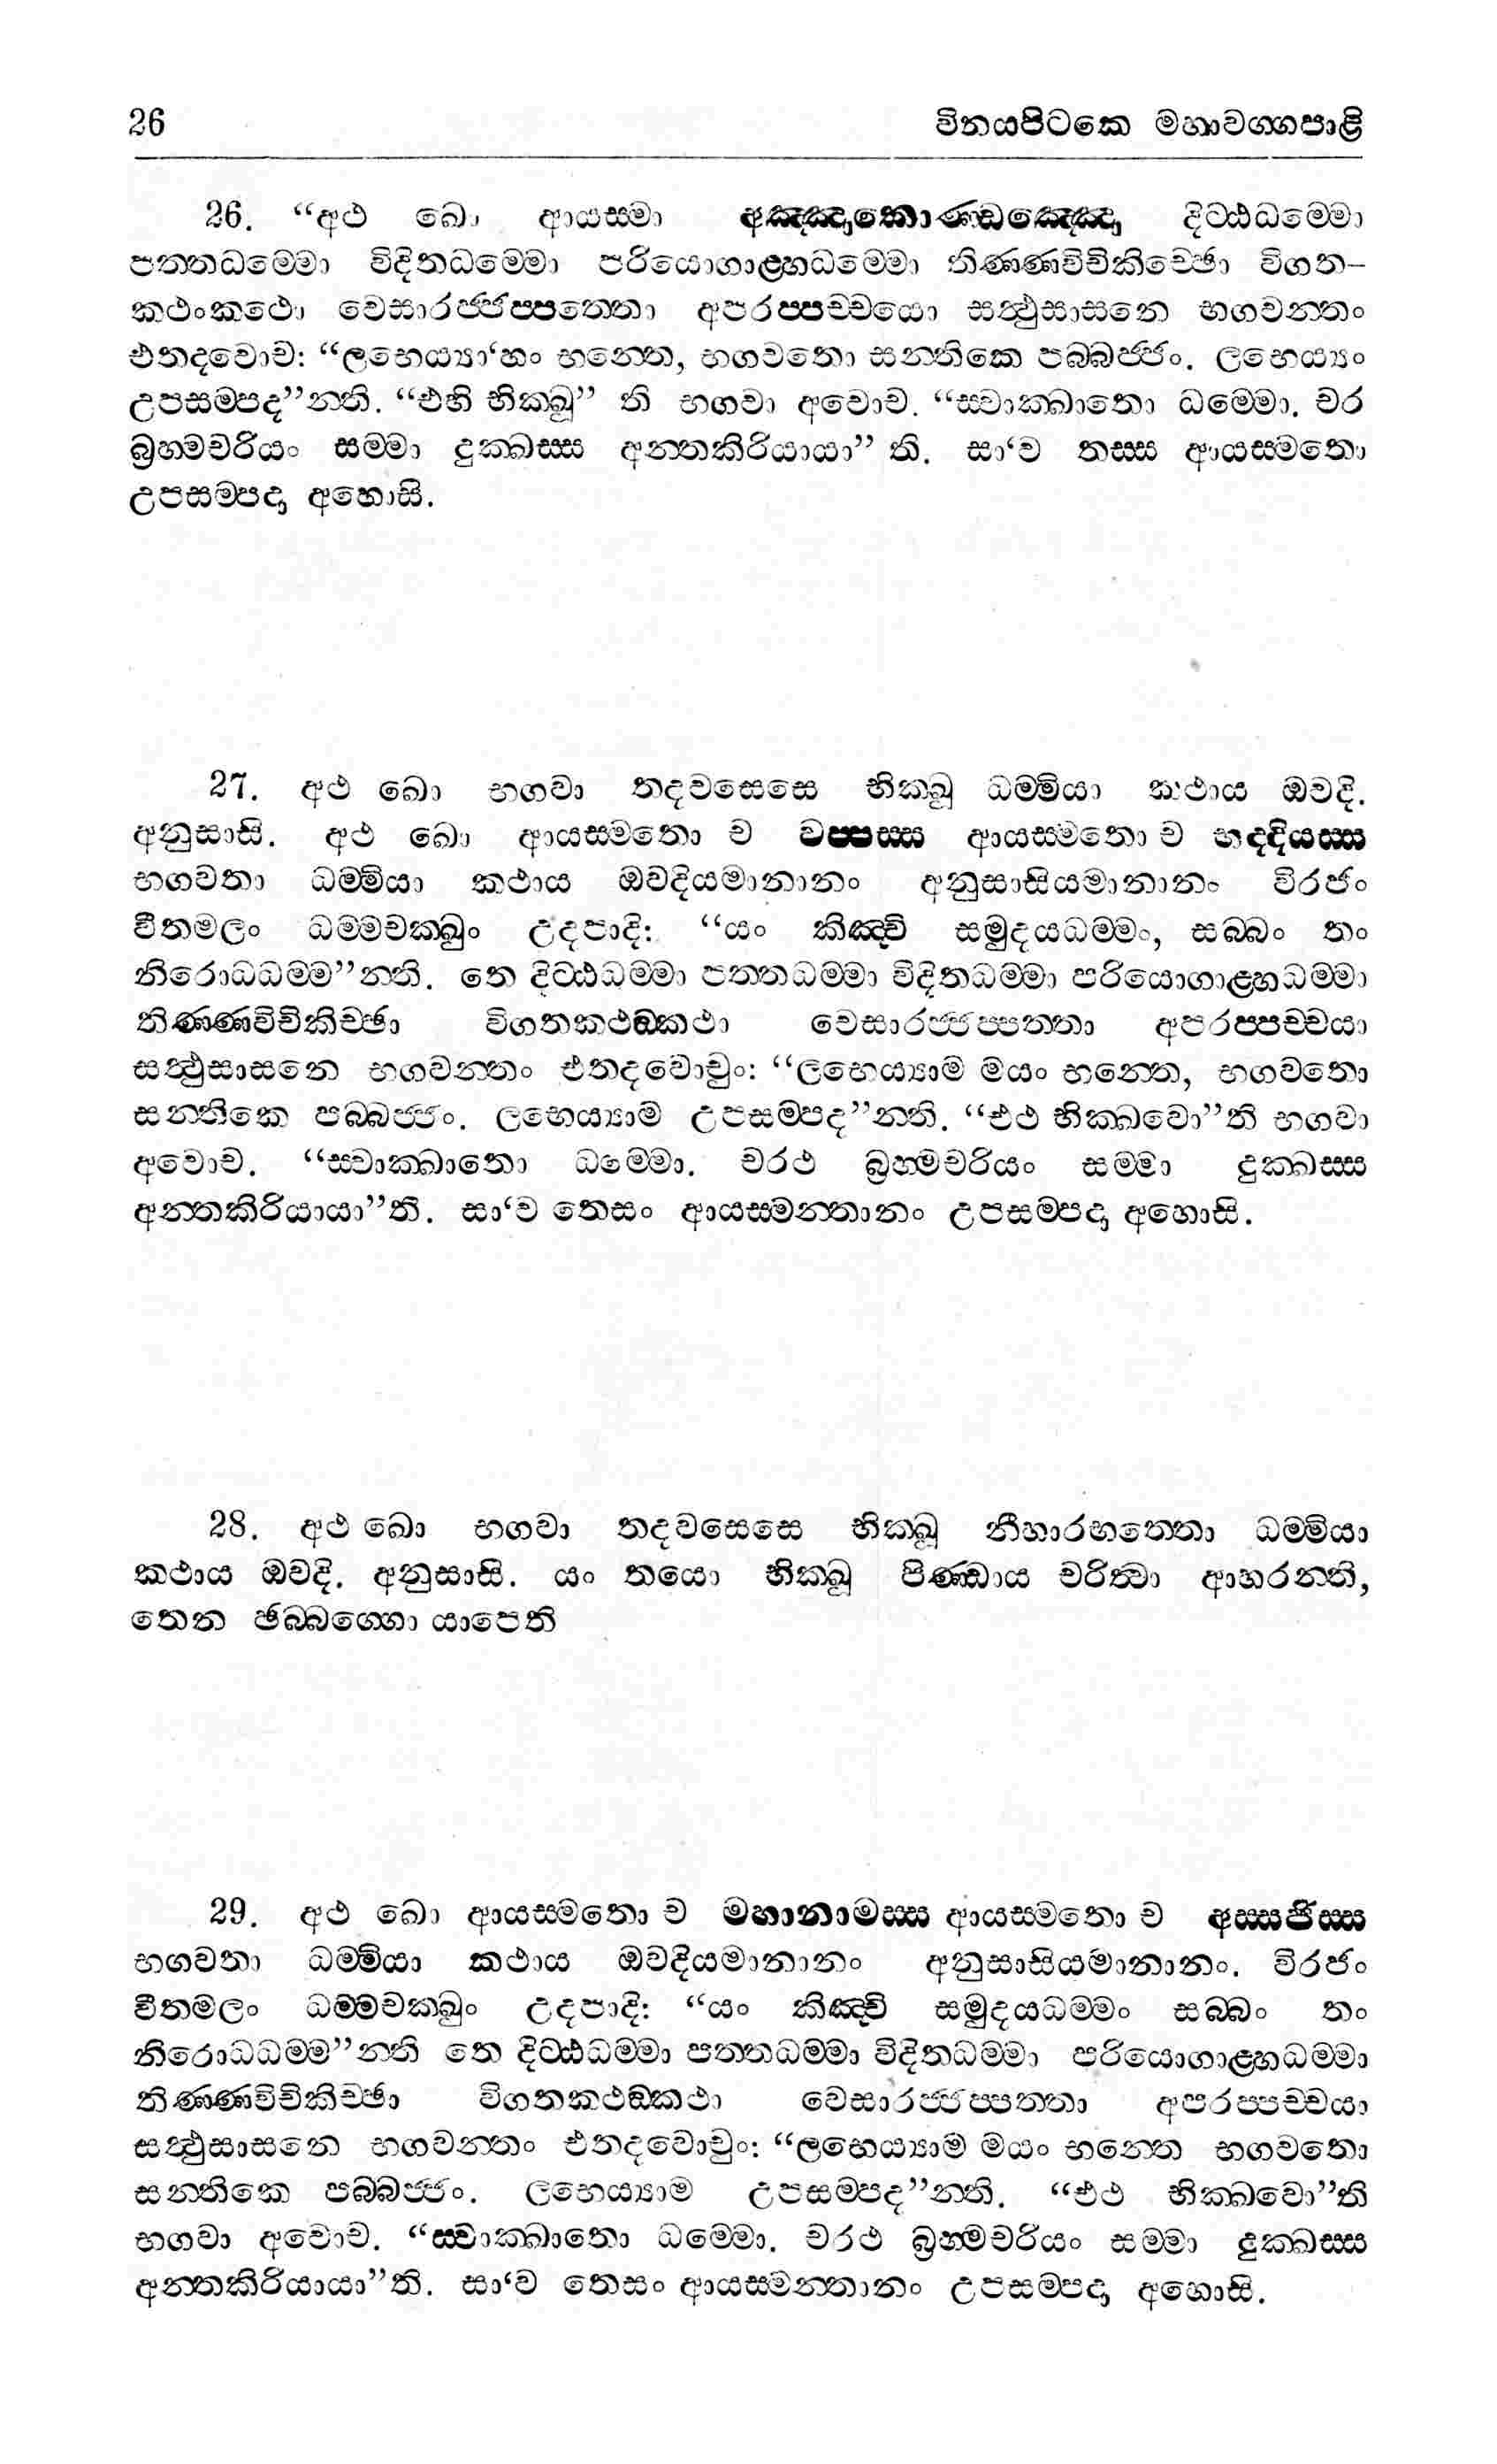 26 විනයපිටකෙ මහාවග්ගපාළි
26. “අථ ඛො ආයස්මා අඤ්ඤාකොණ්ඩඤ්ඤො දිට්ඨධම්මො
පත්තධම්මො විදිතධම්මො පරියොගාළ්හධම්මො තිණ්ණවිචිකිච්ඡො විගත–
කථංකථො වෙසාරජ්ජප්පත්තො අපරප්පච්චයො සත්ථුසාසනෙ භගවන්තං
එතදවොච: “ලභෙය්‍යා‘හං භන්තෙ, භගවතො සන්තිකෙ පබ්බජ්ජං. ලභෙය්‍යං
උපසම්පද”න්ති. “එහි භික්ඛූ” ති භගවා අවොච. “ස්වාක්ඛාතො ධම්මො. චර
බ්‍රහ්මචරියං සම්මා දුක්ඛස්ස අන්තකිරියායා” ති. සා‘ව තස්ස ආයස්මතො
උපසම්පදා අහොසි.
27. අථ ඛො භගවා තදවසෙසෙ භික්ඛූ ධම්මියා කථාය ඔවදි.
අනුසාසි. අථ ඛො ආයස්මතො ච වප්පස්ස ආයස්මතො ච භද්දියස්ස
භගවතා ධම්මියා කථාය ඔවදියමානානං අනුසාසියමානානං විරජං
වීතමලං ධම්මචක්ඛුං උදපාදි: “යං කිඤ්චි සමුදයධම්මං, සබ්බං තං
නිරොධධම්ම”න්ති. තෙ දිට්ඨධම්මා පත්තධම්මා විදිතධම්මා පරියොගාළ්හධම්මා
තිණ්ණවිචිකිච්ඡා විගතකථඞ්කථා වෙසාරජ්ජප්පත්තා අපරප්පච්චයා
සත්ථුසාසනෙ භගවන්තං එතදවොචුං: “ලභෙය්‍යාම මයං භන්තෙ, භගවතො
සන්තිකෙ පබ්බජ්ජං. ලභෙය්‍යාම උපසම්පද”න්ති. “එථ භික්ඛවො”ති භගවා
අවොච. “ස්වාක්ඛාතො ධම්මො. චරථ බ්‍රහ්මචරියං සම්මා දුක්ඛස්ස
අන්තකිරියායා”ති. සා‘ව තෙසං ආයස්මන්තානං උපසම්පදා අහොසි.
28. අථ ඛො භගවා තදවසෙසෙ භික්ඛූ නීහාරභත්තො ධම්මියා
කථාය ඔවදි. අනුසාසි. යං තයො භික්ඛූ පිණ්ඩාය චරිත්‍වා ආහරන්ති,
තෙන ඡබ්බග්ගො යාපෙති
29. අථ ඛො ආයස්මතො ච මහානාමස්ස ආයස්මතො ච අස්සජිස්ස
භගවතා ධම්මියා කථාය ඔවදියමානානං අනුසාසියමානානං. විරජං
වීතමලං ධම්මචක්ඛුං උදපාදි: “යං කිඤ්චි සමුදයධම්මං සබ්බං තං
නිරොධධම්ම”න්ති තෙ දිට්ඨධම්මා පත්තධම්මා විදිතධම්මා පරියොගාළ්හධම්මා
තිණ්ණවිචිකිච්ඡා විගතකථඞ්කථා වෙසාරජ්ජප්පත්තා අපරප්පච්චයා
සත්ථුසාසනෙ භගවන්තං එතදවොචුං: “ලභෙය්‍යාම මයං භන්තෙ භගවතො
සන්තිකෙ පබ්බජ්ජං. ලභෙය්‍යාම උපසම්පද”න්ති. “එථ භික්ඛවො”ති
භගවා අවොච. “ස්වාක්ඛාතො ධම්මො. චරථ බ්‍රහ්මචරියං සම්මා දුක්ඛස්ස
අන්තකිරියායා”ති. සා‘ව තෙසං ආයස්මන්තානං උපසම්පදා අහොසි.